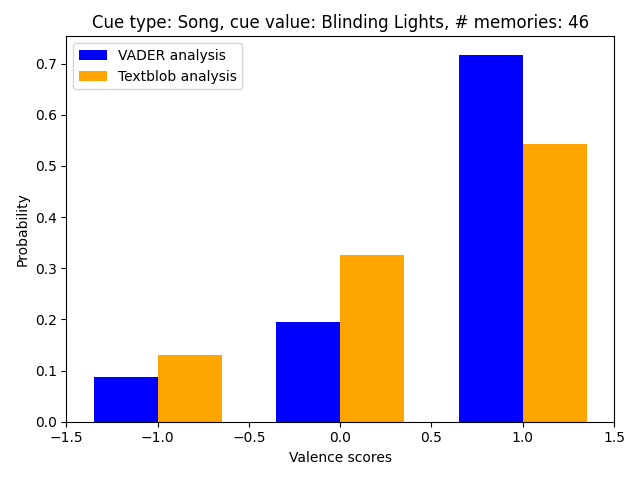 Cue type: Song, cue value: Blinding Lights, # memories: 46
VADER analysis
Textblob analysis
Probability
0.7
0.6
0.5
0.4
0.3
0.2
0.1
0.0
−1.5 −1.0 −0.5 0.0 0.5 1.0 1.5
Valence scores